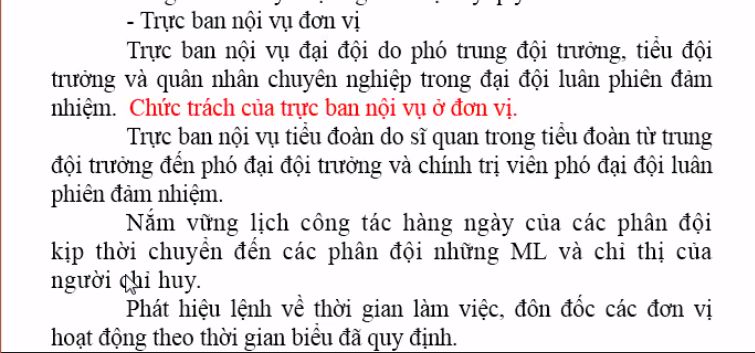 - Trực ban nội vụ đơn vị
Trực ban nội vụ đại đội do phó trung đội trưởng, tiểu đội
trưởng và quân nhân chuyên nghiệp trong đại đội luân phiên đảm
nhiệm. Chức trách của trực ban nội vụ ở đơn vị.
Trực ban nội vụ tiểu đoàn do sĩ quan trong tiểu đoàn từ trung
đội trưởng đến phó đại đội trưởng và chính trị viên phó đại đội luân
phiên đảm nhiệm.
Nắm vững lịch công tác hàng ngày của các phân đội
kịp thời chuyển đến các phân đội những ML và chỉ thị của
người chỉ huy.
Phát hiệu lệnh về thời gian làm việc, đôn đốc các đơn vị
hoạt động theo thời gian biểu đã quy định.